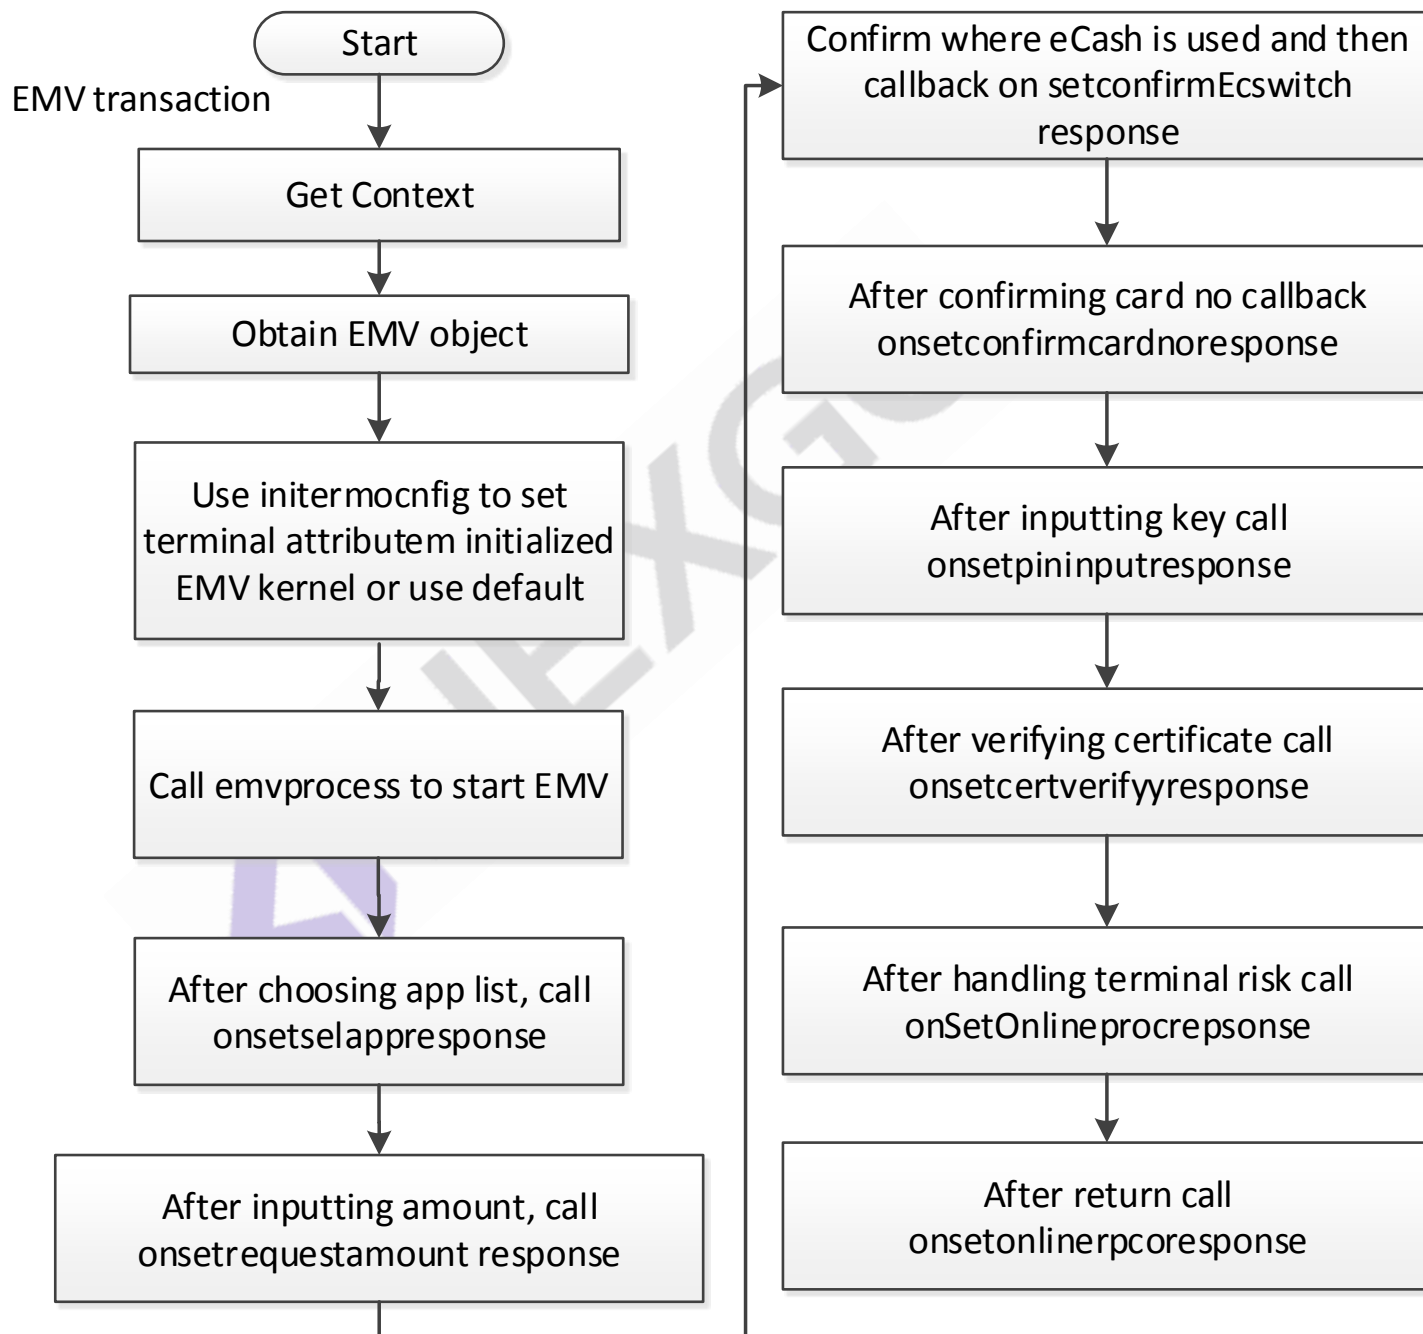 Start
EMV transaction
Get Context
Obtain EMV object
Use initermocnfig to set
terminal attributem initialized
EMV kernel or use default
Call emvprocess to start EMV
After choosing app list, call
onsetselappresponse
After inputting amount, call
onsetrequestamount response
Confirm where eCash is used and then
callback on setconfirmEcswitch
response
After confirming card no callback
onsetconfirmcardnoresponse
After inputting key call
onsetpininputresponse
After verifying certificate call
onsetcertverifyyresponse
After handling terminal risk call
onSetOnlineprocrepsonse
After return call
onsetonlinerpcoresponse